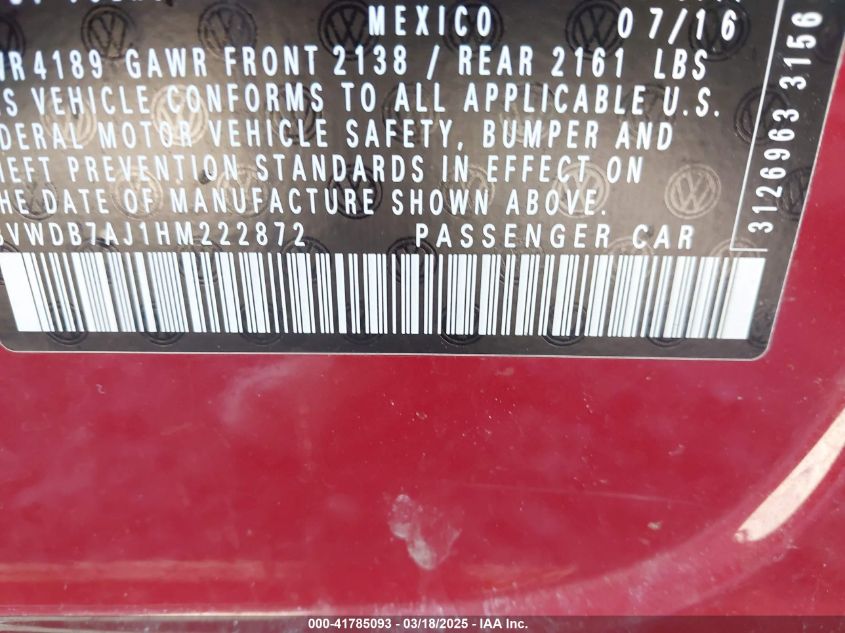 MEXICO 07/16
4189 GAWR FRONT 2138 / REAR 2161 LBS
VEHICLE CONFORMS TO ALL APPLICABLE U.S.
DERAL MOTOR VEHICLE SAFETY, BUMPER AND
HEFT PREVENTION STANDARDS IN EFFECT ON
HE DATE OF MANUFACTURE SHOWN ABOVE.
VWDB7AJ1HM222872 PASSENGER CAR
3126963 3156
000-41785093 - 03/18/2025 - © IAA Inc.